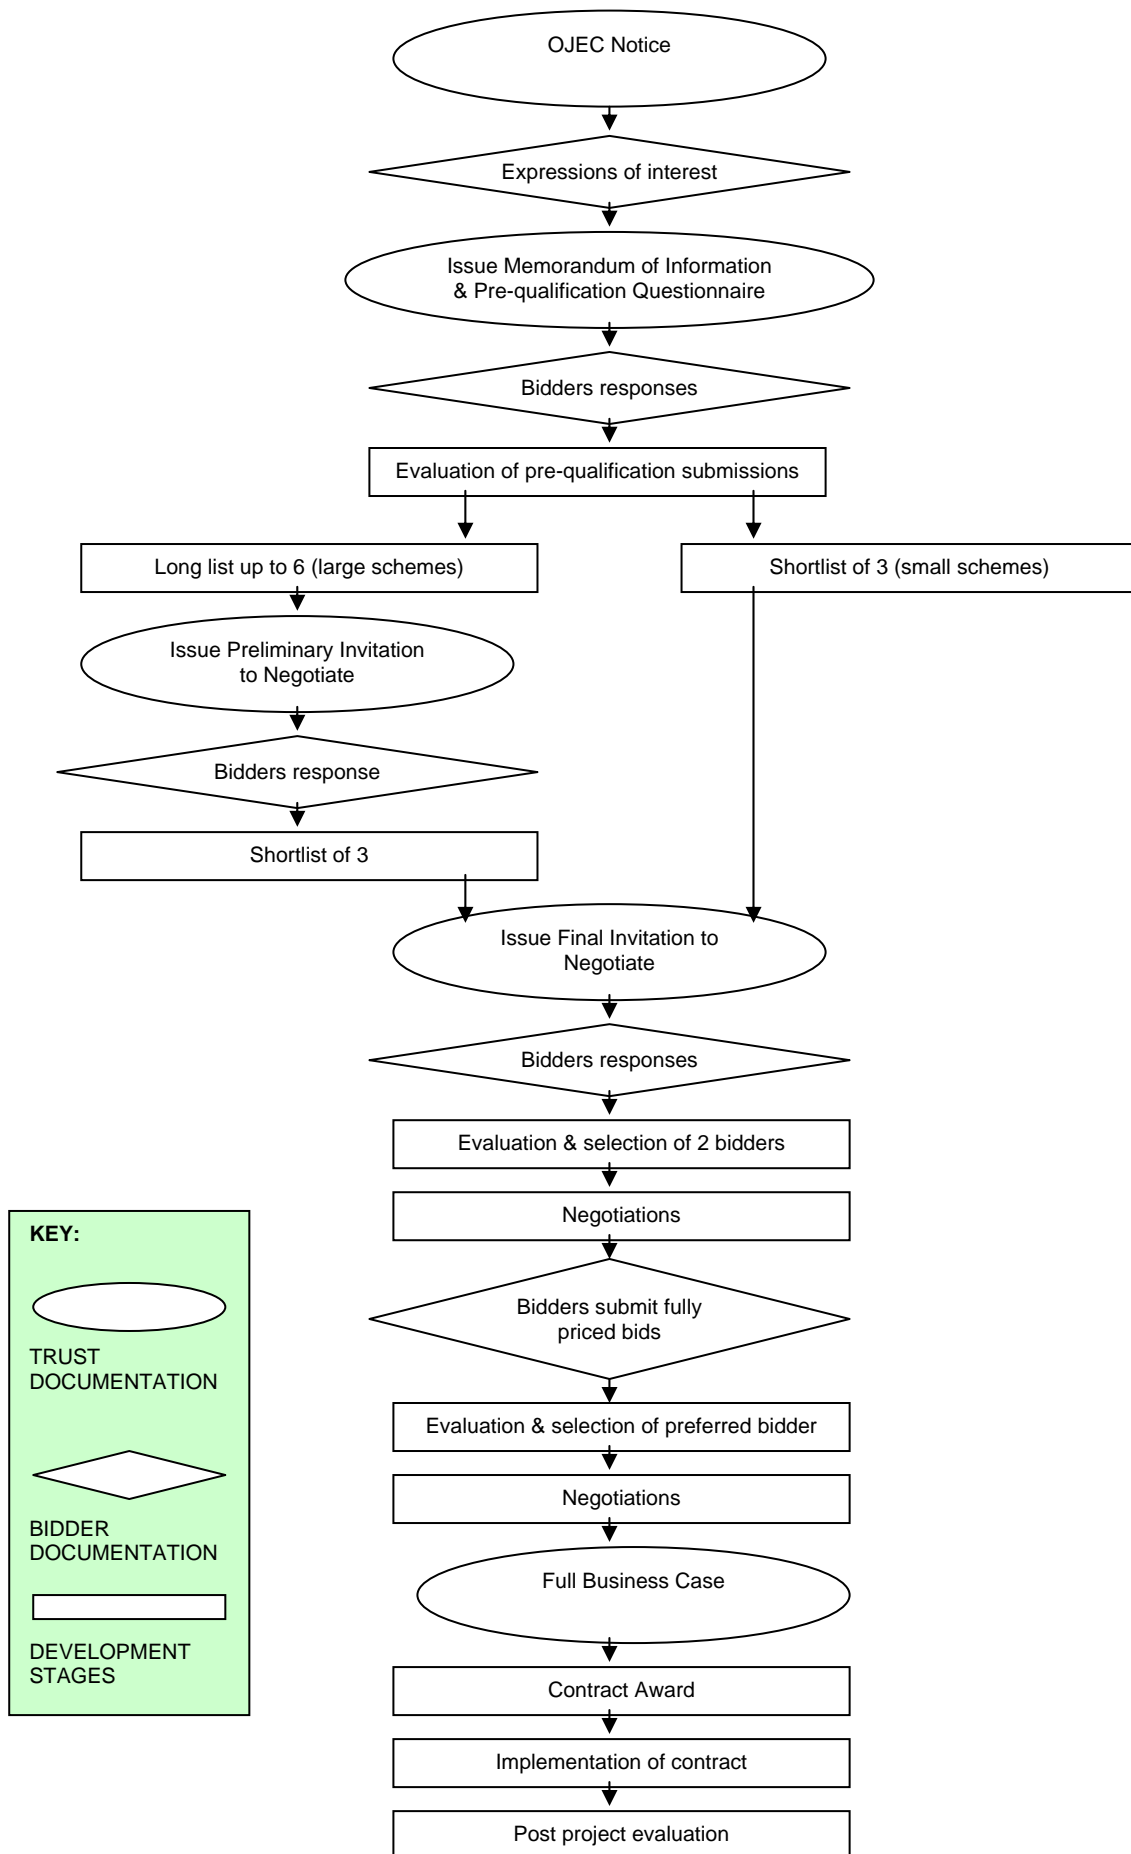 OJEC Notice
Expressions of interest
Issue Memorandum of Information
& Pre-qualification Questionnaire
Bidders responses
Evaluation of pre-qualification submissions
Long list up to 6 (large schemes)
Shortlist of 3 (small schemes)
Issue Preliminary Invitation
to Negotiate
Bidders response
Shortlist of 3
Issue Final Invitation to
Negotiate
Bidders responses
Evaluation & selection of 2 bidders
Negotiations
Bidders submit fully
priced bids
Evaluation & selection of preferred bidder
Negotiations
Full Business Case
Contract Award
Implementation of contract
Post project evaluation
KEY:
TRUST
DOCUMENTATION
BIDDER
DOCUMENTATION
DEVELOPMENT
STAGES